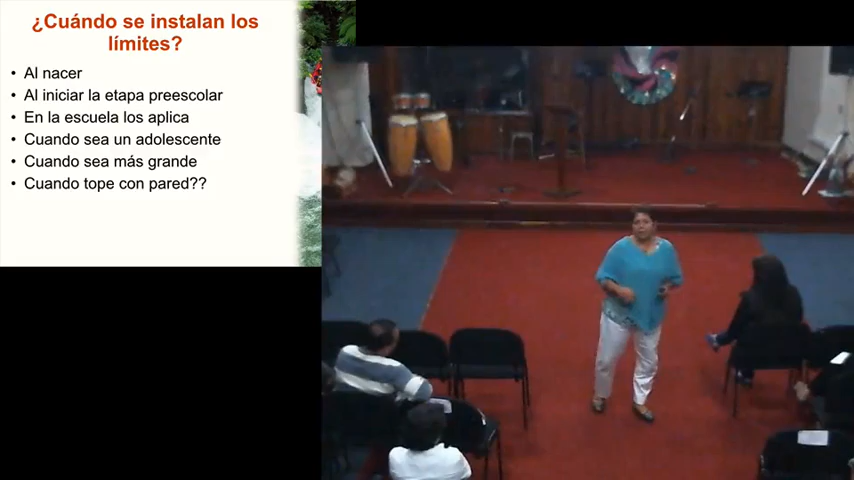 ¿Cuándo se instalan los
límites?
• Al nacer
• Al iniciar la etapa preescolar
• En la escuela los aplica
• Cuando sea un adolescente
• Cuando sea más grande
• Cuando tope con pared??